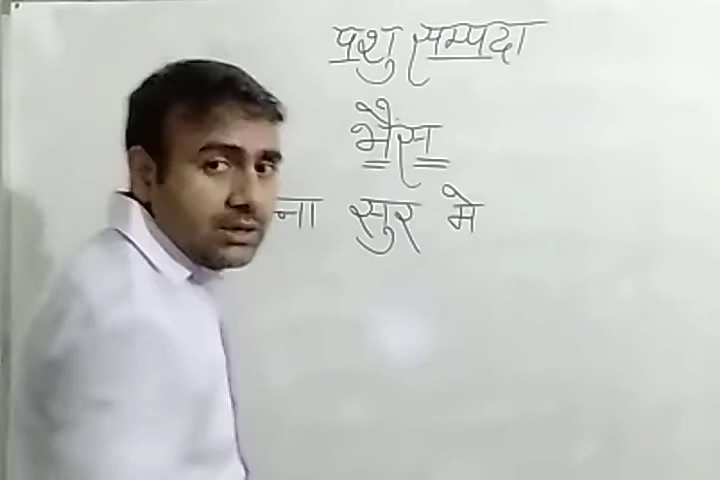 पशु सम्पदा
भैंस
ना सुर मे